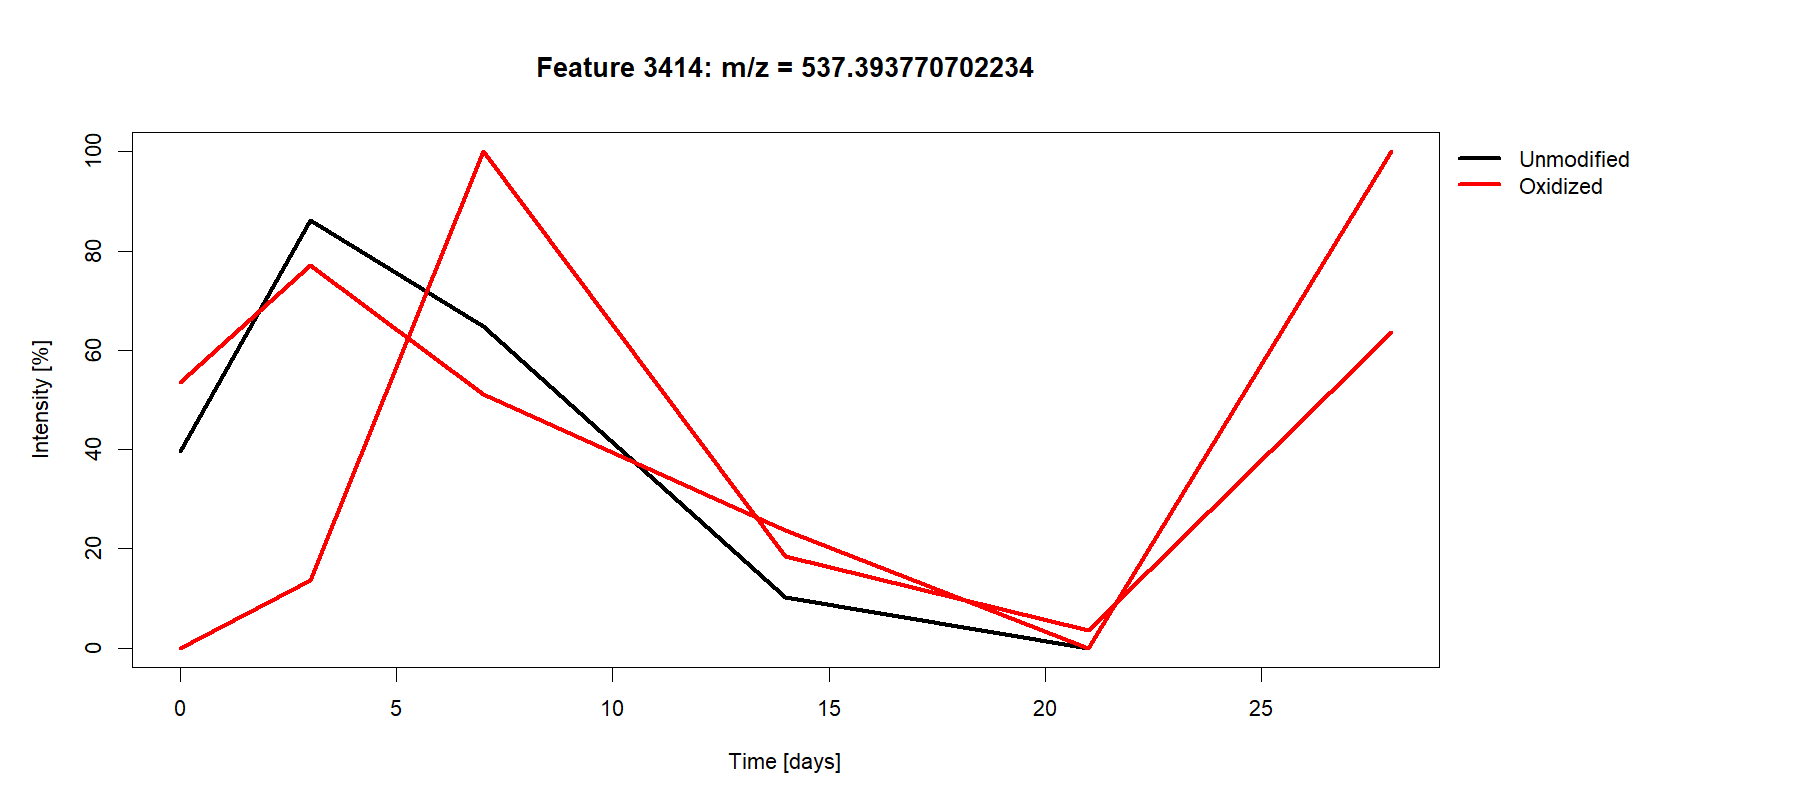 Feature 3414: m/z = 537.393770702234
Unmodified
Oxidized
Intensity [%]
100
80
60
40
20
0
0 5 10 15 20 25
Time [days]